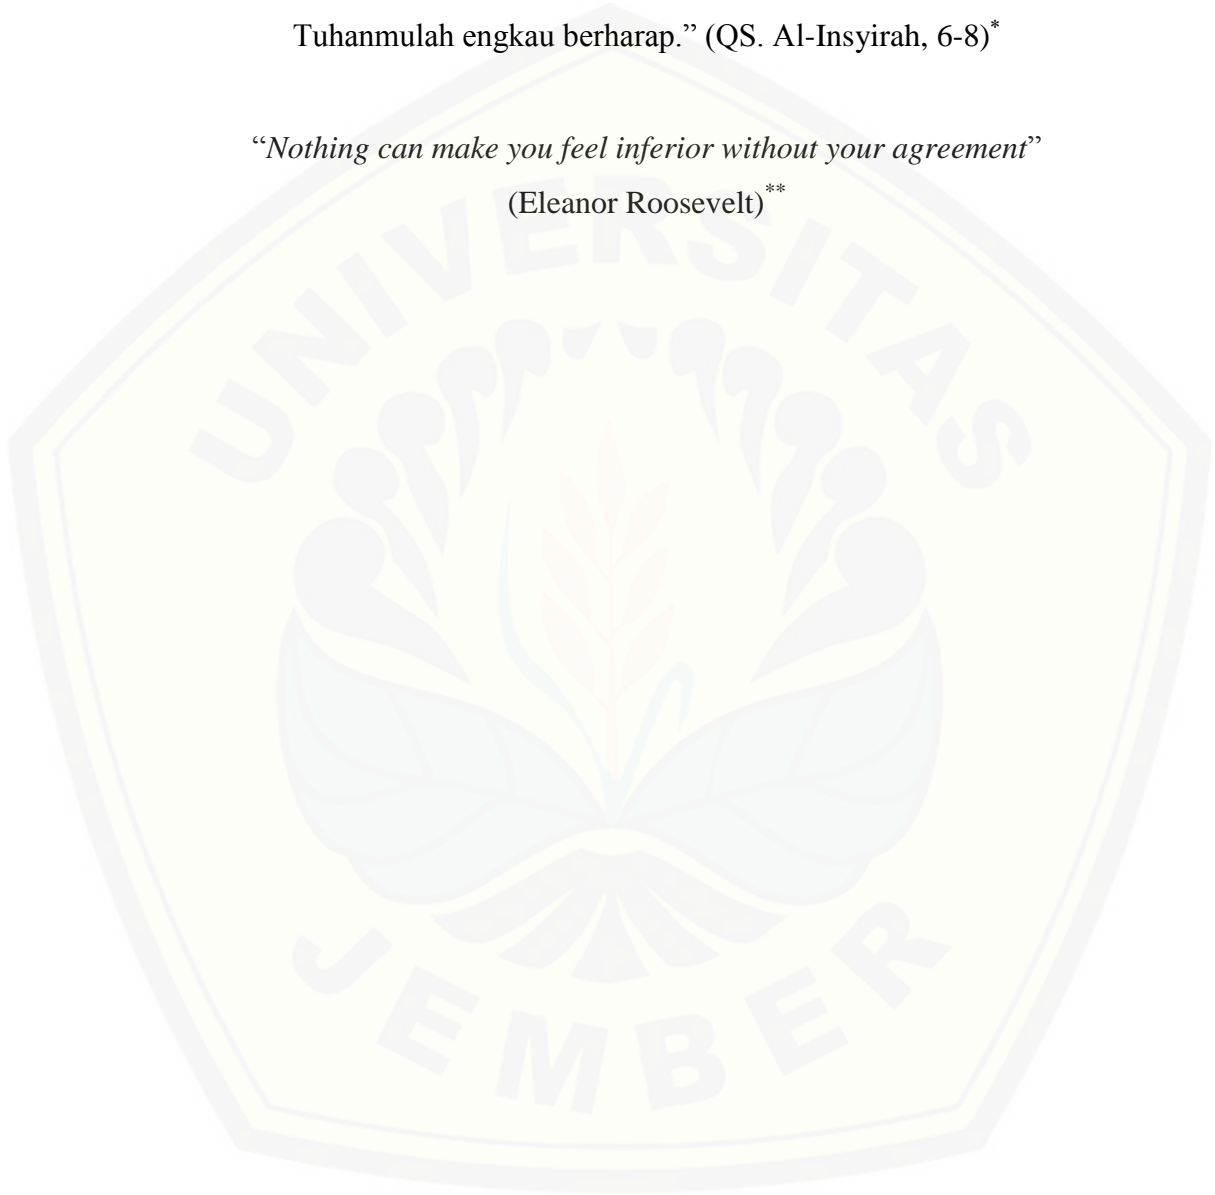 Tuhanmulah engkau berharap.” (QS. Al-Insyirah, 6-8)*
“Nothing can make you feel inferior without your agreement”
(Eleanor Roosevelt)**
UNIVERSITAS
JEMBER